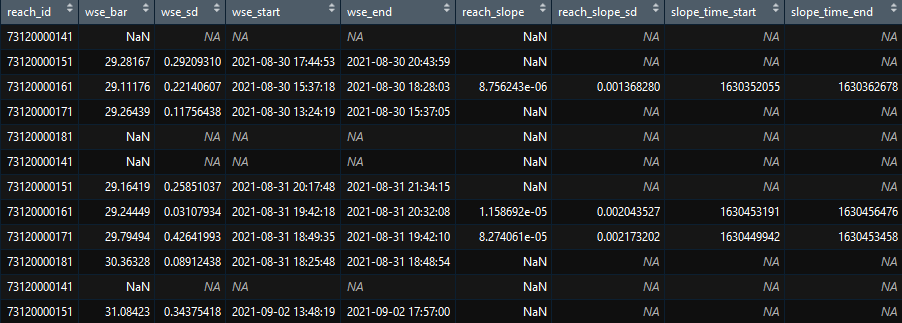 reach_id wse_bar wse_sd wse_start wse_end reach_slope reach_slope_sd slope_time_start slope_time_end
73120000141 NaN NA NA NA NaN NA NA NA
73120000151 29.28167 0.29209310 2021-08-30 17:44:53 2021-08-30 20:43:59 NaN NA NA NA
73120000161 29.11176 0.22140607 2021-08-30 15:37:18 2021-08-30 18:28:03 8.756243e-06 0.001368280 1630352055 1630362678
73120000171 29.26439 0.11756438 2021-08-30 13:24:19 2021-08-30 15:37:05 NaN NA NA NA
73120000181 NaN NA NA NA NaN NA NA NA
73120000141 NaN NA NA NA NaN NA NA NA
73120000151 29.16419 0.25851037 2021-08-31 20:17:48 2021-08-31 21:34:15 NaN NA NA NA
73120000161 29.24449 0.03107934 2021-08-31 19:42:18 2021-08-31 20:32:08 1.158692e-05 0.002043527 1630453191 1630456476
73120000171 29.79494 0.42641993 2021-08-31 18:49:35 2021-08-31 19:42:10 8.274061e-05 0.002173202 1630449942 1630453458
73120000181 30.36328 0.08912438 2021-08-31 18:25:48 2021-08-31 18:48:54 NaN NA NA NA
73120000141 NaN NA NA NA NaN NA NA NA
73120000151 31.08423 0.34375418 2021-09-02 13:48:19 2021-09-02 17:57:00 NaN NA NA NA